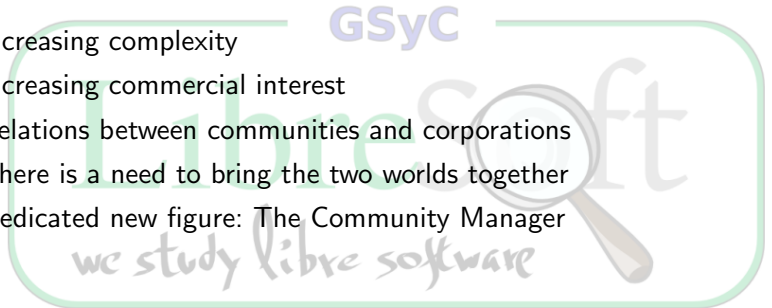 GSyC
creasing complexity
creasing commercial interest
LibreSoft
elations between communities and corporations
here is a need to bring the two worlds together
edicated new figure: The Community Manager
we study libre software